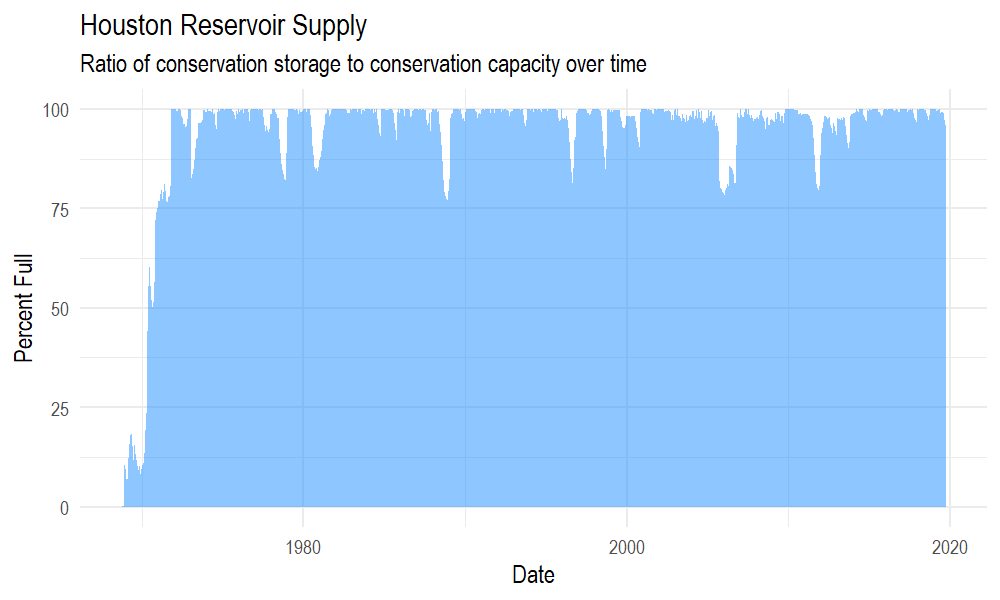 Houston Reservoir Supply
Ratio of conservation storage to conservation capacity over time
100
75
50
25
0
Percent Full
1980
2000
2020
Date